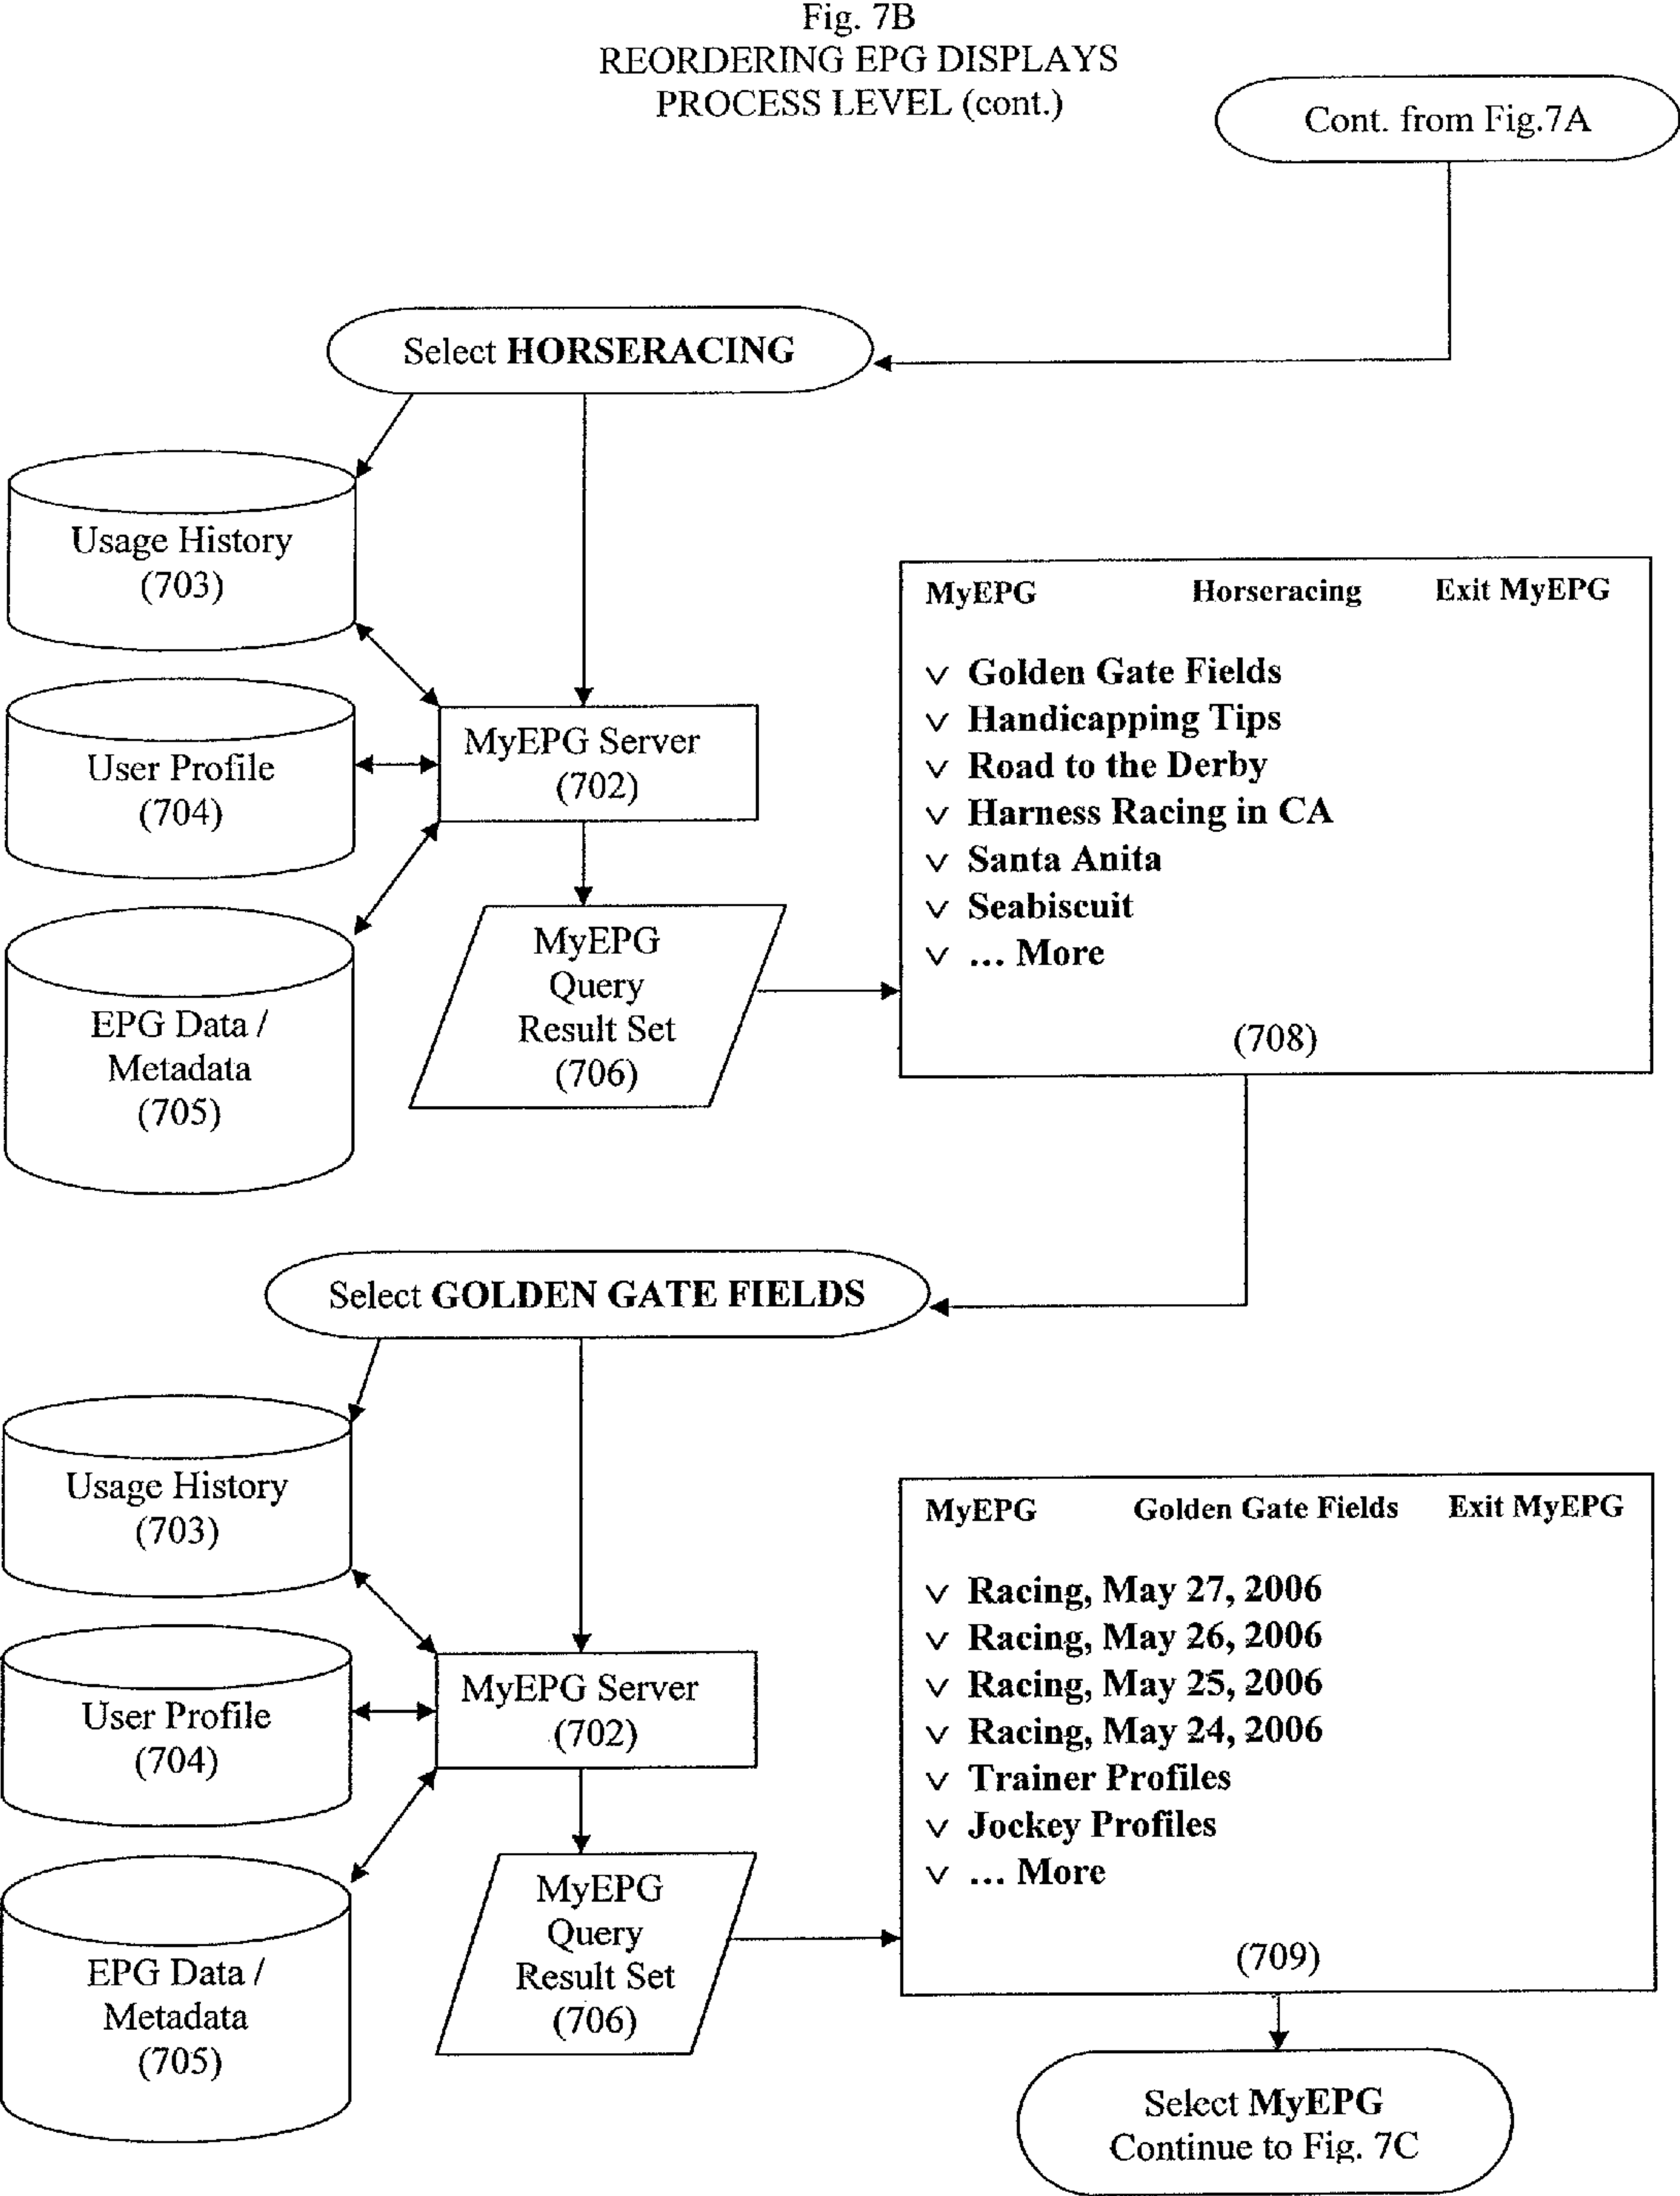 Fig. 7B
REORDERING EPG DISPLAYS
PROCESS LEVEL (cont.)
Cont. from Fig.7A
Select HORSERACING
Usage History
(703)
User Profile
(704)
EPG Data /
Metadata
(705)
MyEPG Server
(702)
MyEPG
Query
Result Set
(706)
MyEPG Horseracing Exit MyEPG
v Golden Gate Fields
v Handicapping Tips
v Road to the Derby
v Harness Racing in CA
v Santa Anita
v Seabiscuit
v ... More
(708)
Select GOLDEN GATE FIELDS
Usage History
(703)
User Profile
(704)
EPG Data /
Metadata
(705)
MyEPG Server
(702)
MyEPG
Query
Result Set
(706)
MyEPG Golden Gate Fields Exit MyEPG
v Racing, May 27, 2006
v Racing, May 26, 2006
v Racing, May 25, 2006
v Racing, May 24, 2006
v Trainer Profiles
v Jockey Profiles
v ... More
(709)
Select MyEPG
Continue to Fig. 7C